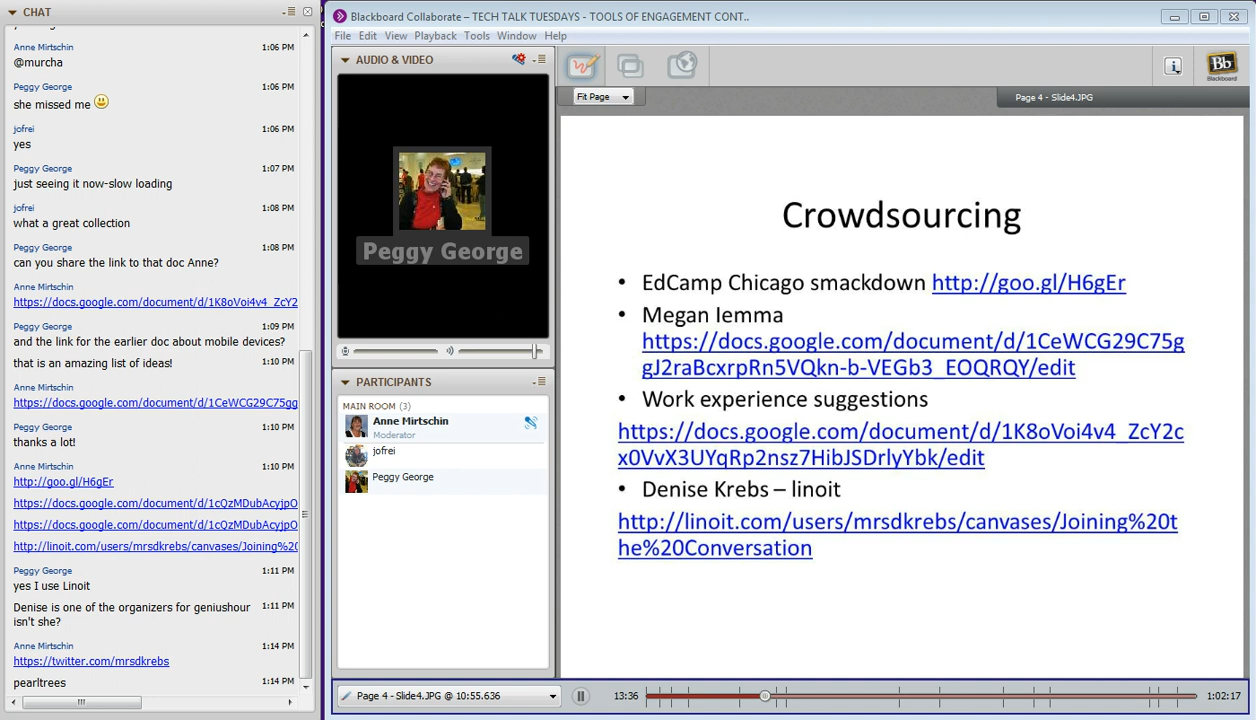 CHAT
Anne Mirtschin 1:06 PM
@murcha
Peggy George 1:06 PM
she missed me
jofrei 1:06 PM
yes
Peggy George 1:07 PM
just seeing it now-slow loading
jofrei 1:08 PM
what a great collection
Peggy George 1:08 PM
can you share the link to that doc Anne?
Anne Mirtschin
https://docs.google.com/document/d/1K8oVoi4v4_ZcY2
Peggy George 1:09 PM
and the link for the earlier doc about mobile devices?
that is an amazing list of ideas! 1:10 PM
Anne Mirtschin
https://docs.google.com/document/d/1CeWCG29C75gg
Peggy George 1:10 PM
thanks a lot!
Anne Mirtschin 1:10 PM
http://goo.gl/H6gEr
https://docs.google.com/document/d/1cQzMDubAcyjpO
https://docs.google.com/document/d/1cQzMDubAcyjpO
http://linoit.com/users/mrsdkrebs/canvases/Joining%20
Peggy George 1:11 PM
yes I use Linoit
Denise is one of the organizers for geniushour 1:11 PM
isn't she?
Anne Mirtschin 1:14 PM
https://twitter.com/mrsdkrebs
pearltrees 1:14 PM
Blackboard Collaborate – TECH TALK TUESDAYS - TOOLS OF ENGAGEMENT CONT..
File Edit View Playback Tools Window Help
AUDIO & VIDEO
Peggy George
PARTICIPANTS
MAIN ROOM (3)
Anne Mirtschin
Moderator
jofrei
Peggy George
Bb
Blackboard
Fit Page
Page 4 - Slide4.JPG
Crowdsourcing
• EdCamp Chicago smackdown http://goo.gl/H6gEr
• Megan Iemma
https://docs.google.com/document/d/1CeWCG29C75g
gJ2raBcxrpRn5VQkn-b-VEGb3_EOQRQY/edit
• Work experience suggestions
https://docs.google.com/document/d/1K8oVoi4v4_ZcY2c
x0VvX3UYqRp2nsz7HibJSDrlyYbk/edit
• Denise Krebs – linoit
http://linoit.com/users/mrsdkrebs/canvases/Joining%20t
he%20Conversation
Page 4 - Slide4.JPG @ 10:55.636
13:36
1:02:17